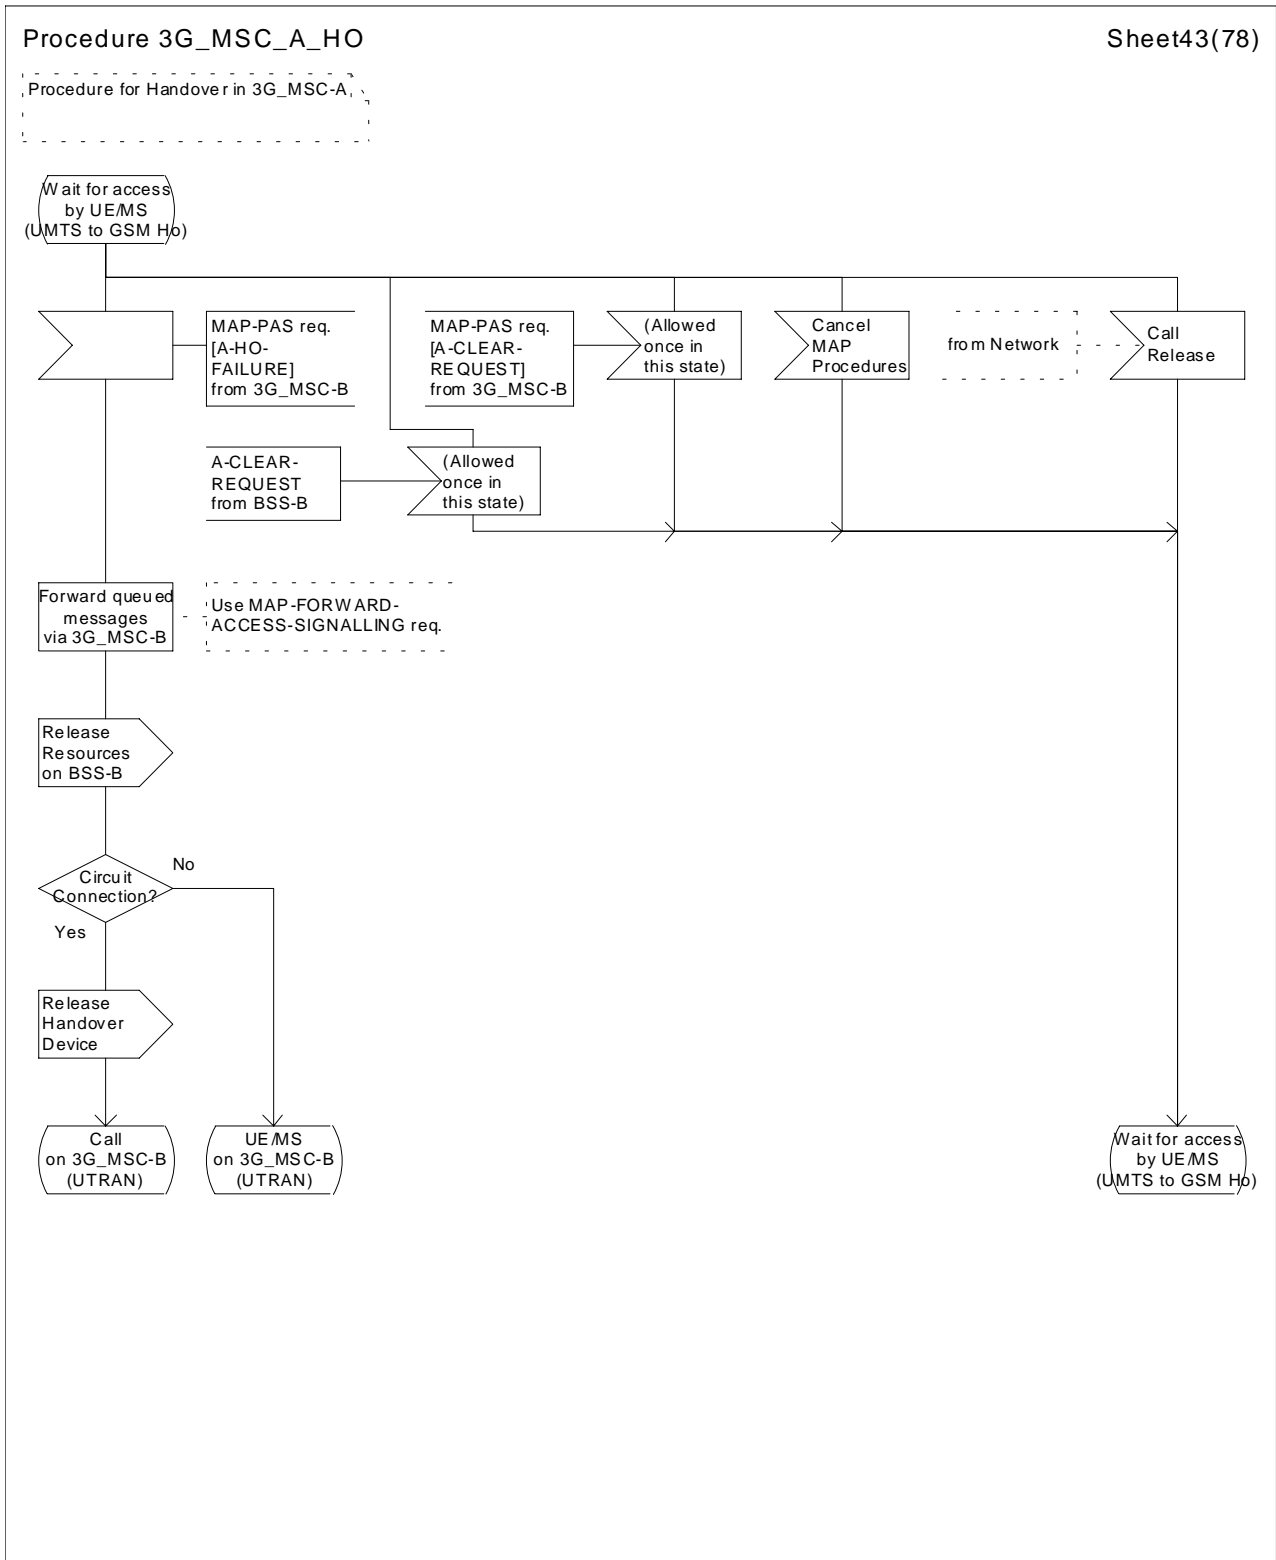 Procedure 3G_MSC_A_HO
Sheet43(78)
Procedure for Handover in 3G_MSC-A
Wait for access
by UE/MS
(UMTS to GSM Ho)
MAP-PAS req.
[A-HO-
FAILURE]
from 3G_MSC-B
MAP-PAS req.
[A-CLEAR-
REQUEST]
from 3G_MSC-B
(Allowed
once in
this state)
Cancel
MAP
Procedures
from Network
Call
Release
A-CLEAR-
REQUEST
from BSS-B
(Allowed
once in
this state)
Forward queued
messages
via 3G_MSC-B
Use MAP-FORWARD-
ACCESS-SIGNALLING req.
Release
Resources
on BSS-B
Circuit
Connection?
No
Yes
Release
Handover
Device
Call
on 3G_MSC-B
(UTRAN)
UE/MS
on 3G_MSC-B
(UTRAN)
Wait for access
by UE/MS
(UMTS to GSM Ho)